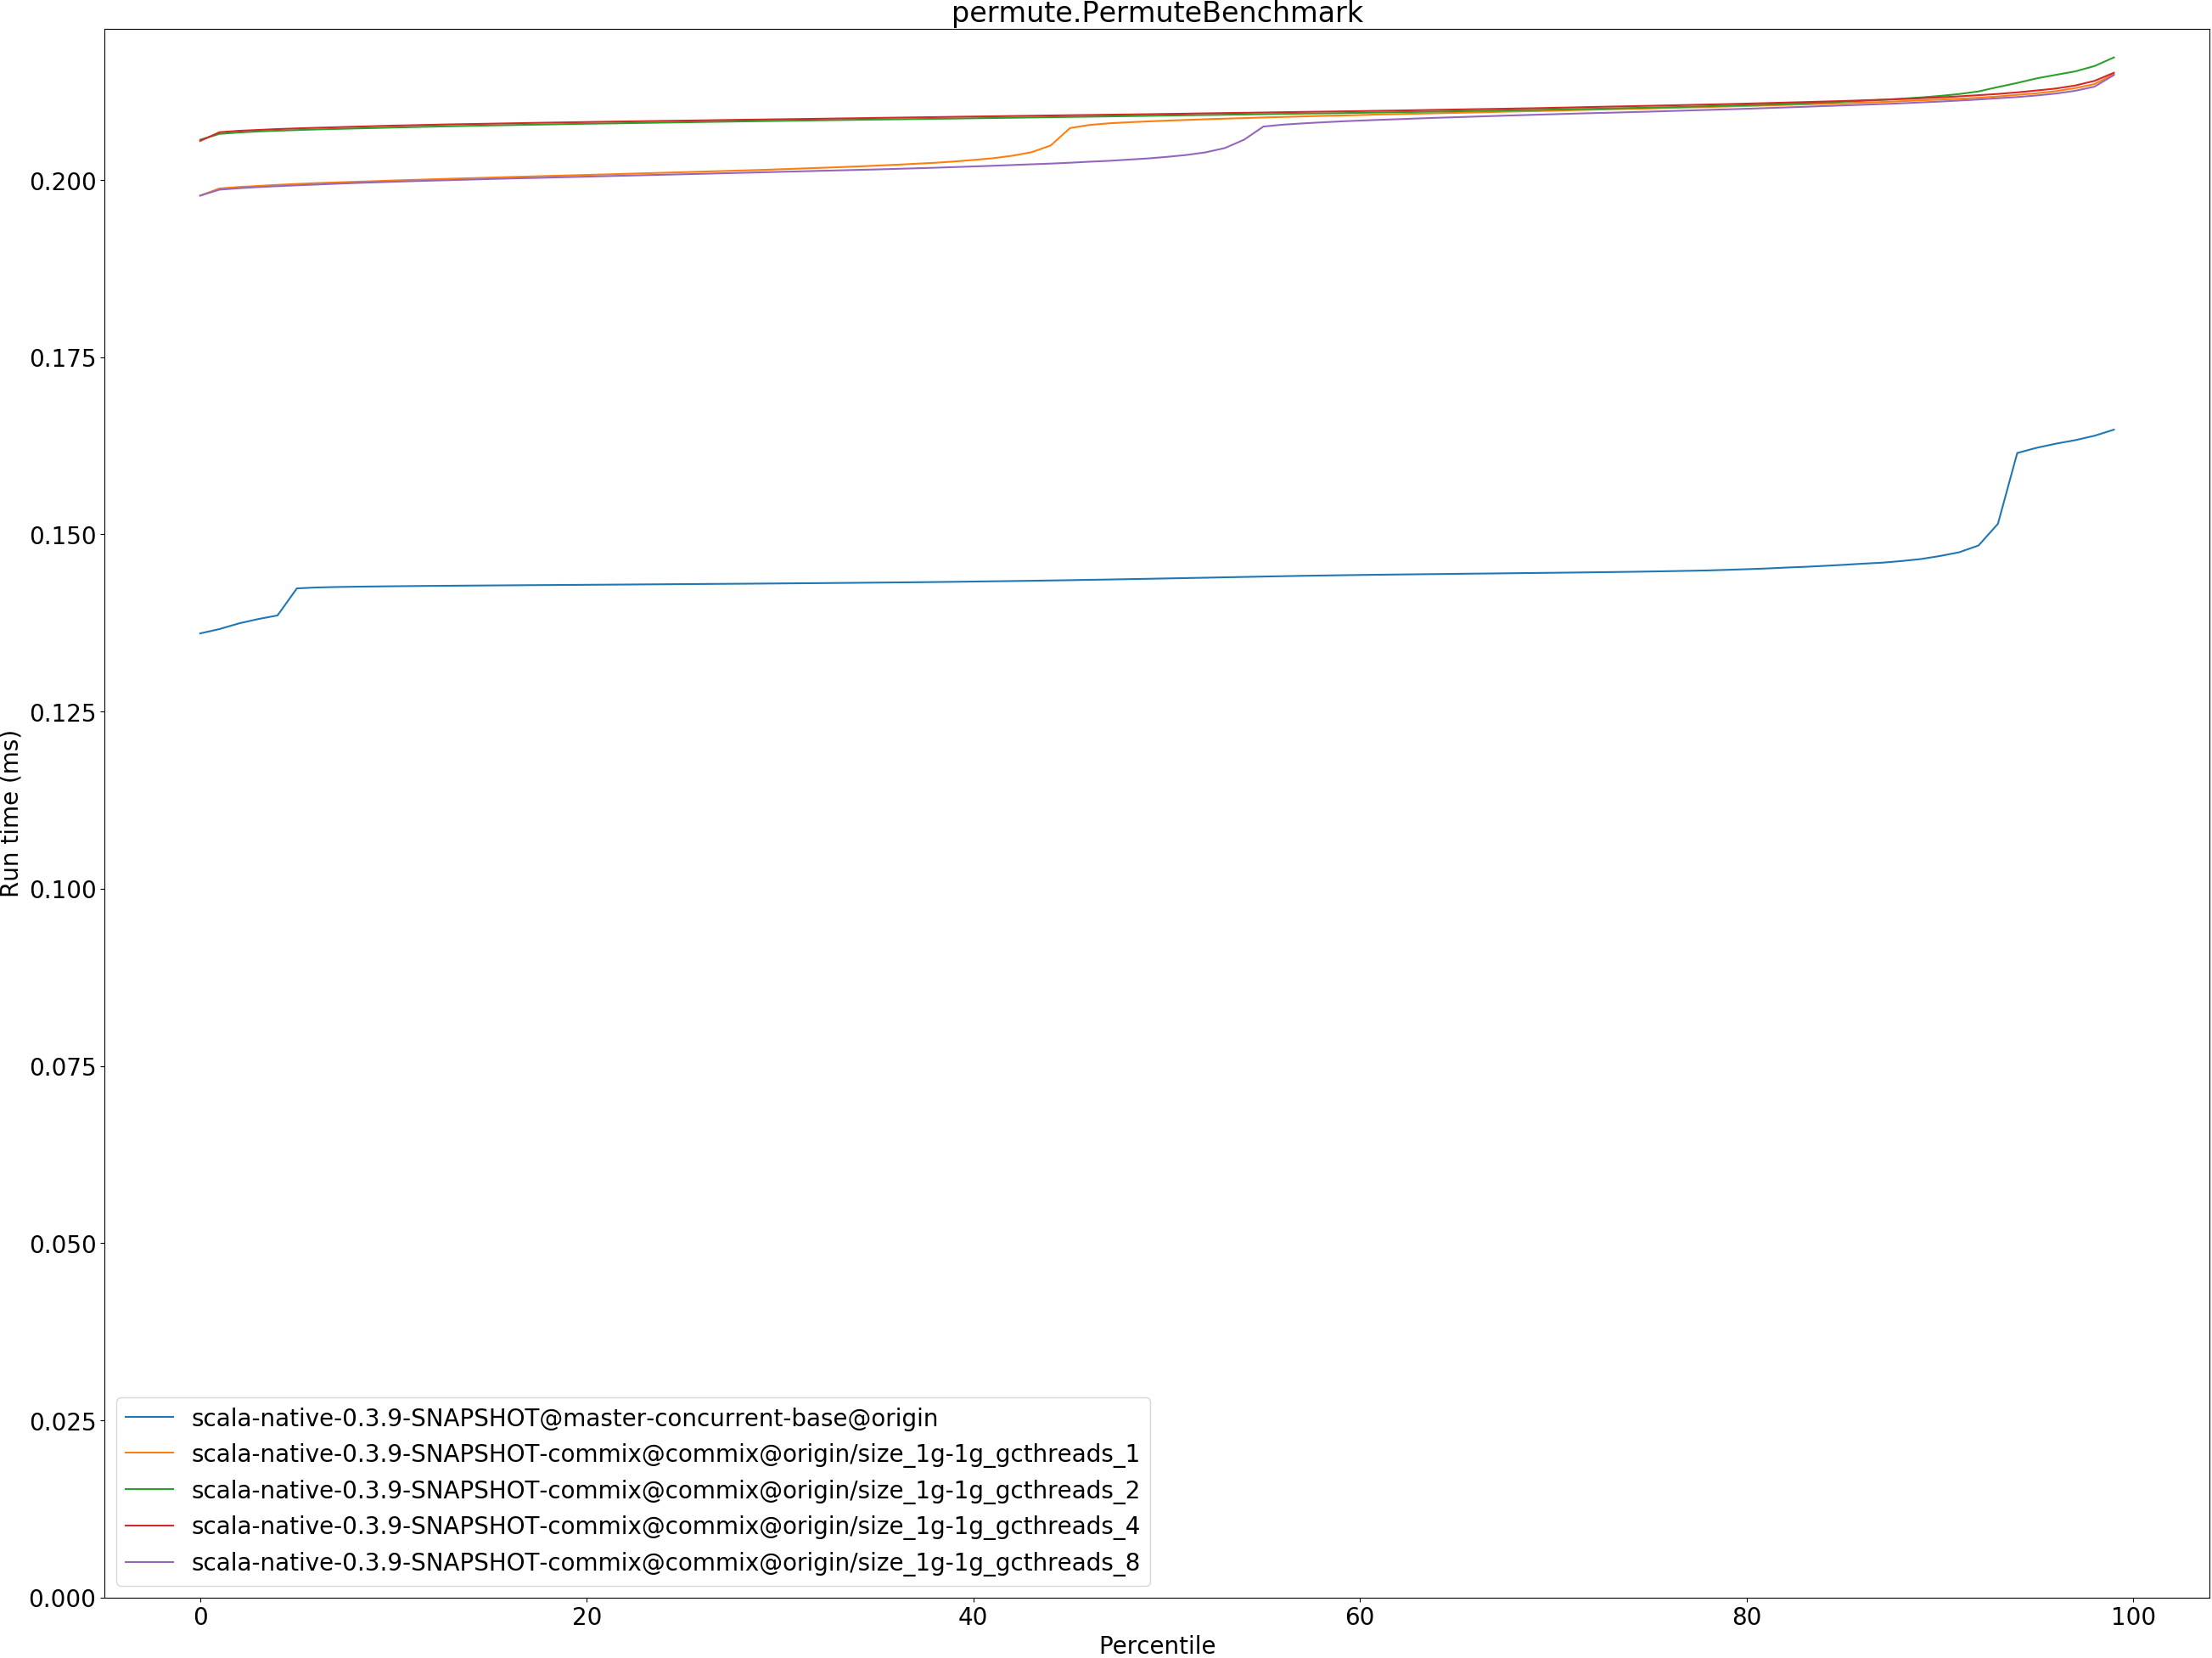 permute.PermuteBenchmark
Run time (ms)
0.200
0.175
0.150
0.125
0.100
0.075
0.050
0.025
0.000
scala-native-0.3.9-SNAPSHOT@master-concurrent-base@origin
scala-native-0.3.9-SNAPSHOT-commix@commix@origin/size_1g-1g_gcthreads_1
scala-native-0.3.9-SNAPSHOT-commix@commix@origin/size_1g-1g_gcthreads_2
scala-native-0.3.9-SNAPSHOT-commix@commix@origin/size_1g-1g_gcthreads_4
scala-native-0.3.9-SNAPSHOT-commix@commix@origin/size_1g-1g_gcthreads_8
0 20 40 60 80 100
Percentile